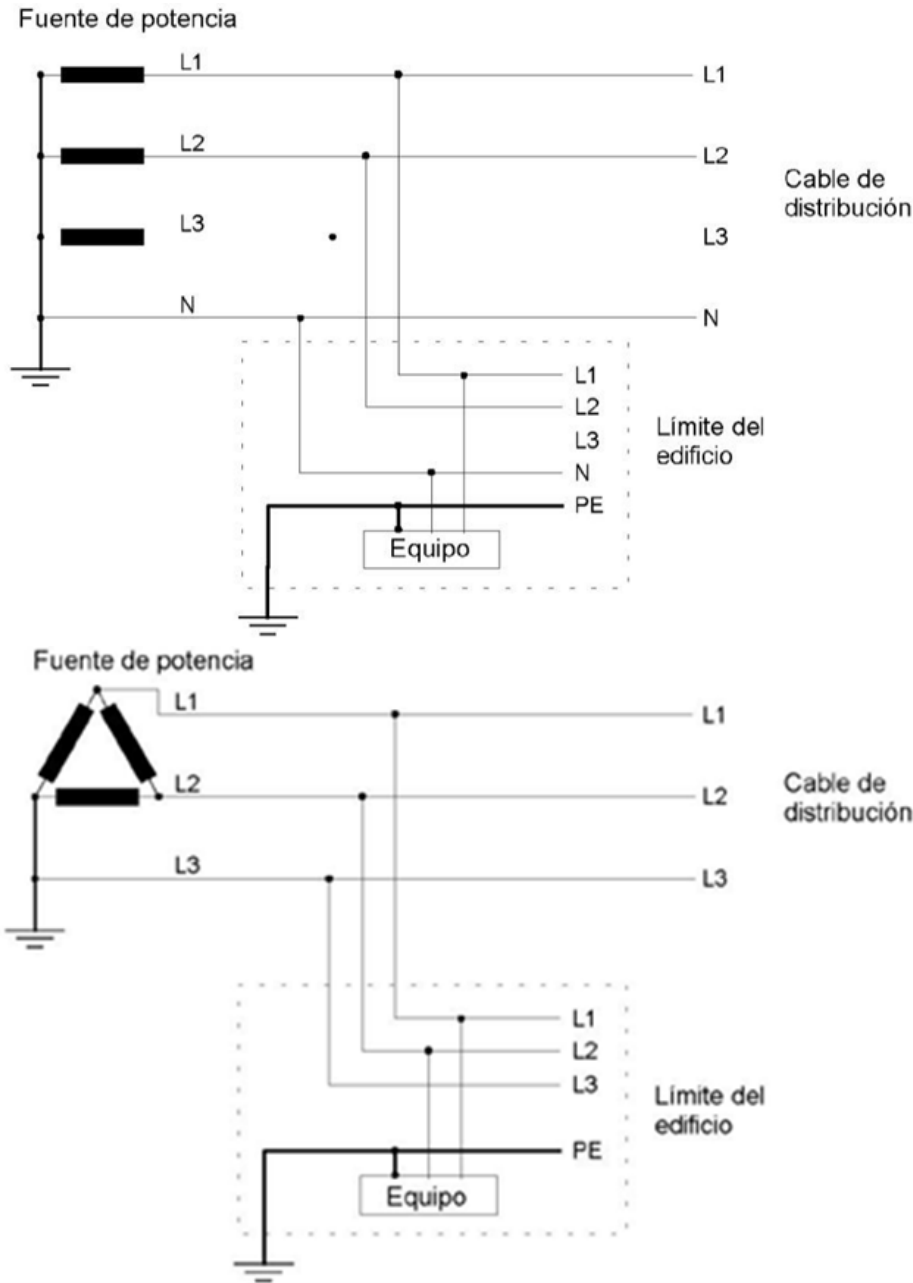 Fuente de potencia
L1
L1
L2
L2
Cable de
distribución
L3
L3
N
N
L1
L2
L3
Límite del
edificio
N
PE
Equipo
Fuente de potencia
L1
L1
L2
L2
Cable de
distribución
L3
L3
L1
L2
L3
Límite del
edificio
PE
Equipo